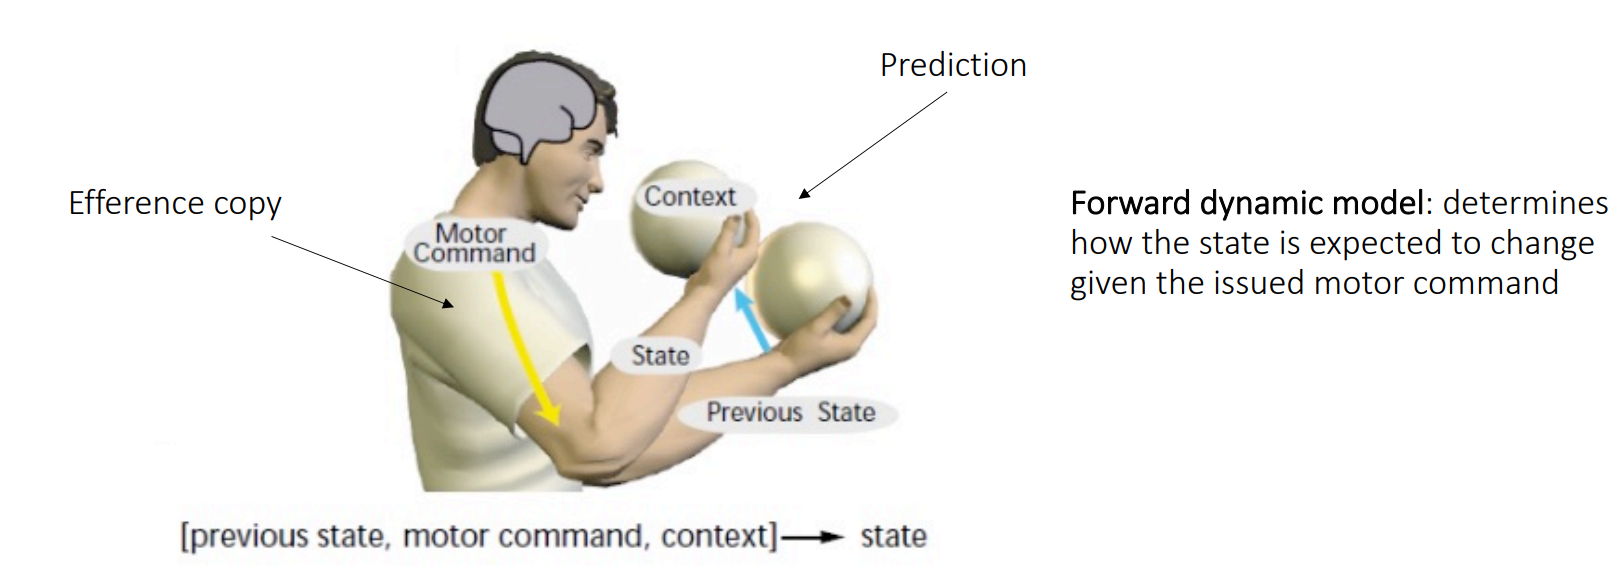 Prediction
Efference copy
Context
Motor
Command
State
Previous State
Forward dynamic model: determines
how the state is expected to change
given the issued motor command
[previous state, motor command, context]⟶ state